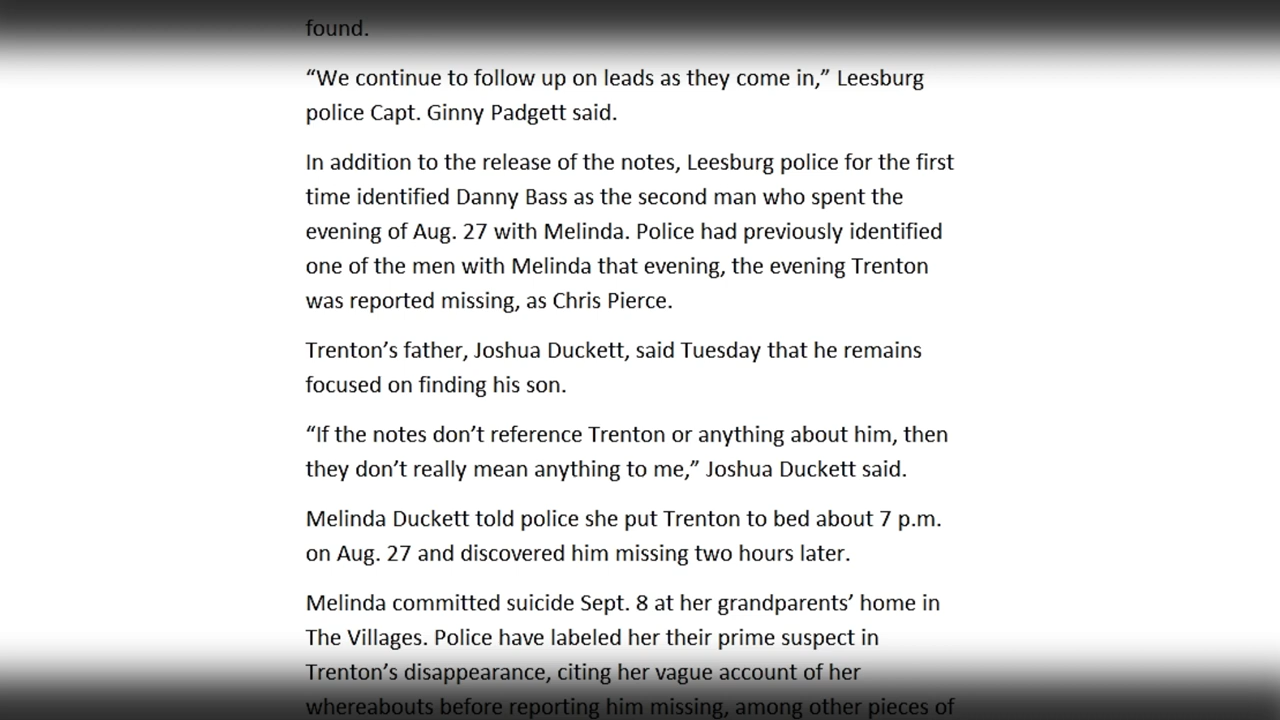 found.
“We continue to follow up on leads as they come in,” Leesburg
police Capt. Ginny Padgett said.
In addition to the release of the notes, Leesburg police for the first
time identified Danny Bass as the second man who spent the
evening of Aug. 27 with Melinda. Police had previously identified
one of the men with Melinda that evening, the evening Trenton
was reported missing, as Chris Pierce.
Trenton’s father, Joshua Duckett, said Tuesday that he remains
focused on finding his son.
“If the notes don’t reference Trenton or anything about him, then
they don’t really mean anything to me,” Joshua Duckett said.
Melinda Duckett told police she put Trenton to bed about 7 p.m.
on Aug. 27 and discovered him missing two hours later.
Melinda committed suicide Sept. 8 at her grandparents’ home in
The Villages. Police have labeled her their prime suspect in
Trenton’s disappearance, citing her vague account of her
whereabouts before reporting him missing, among other pieces of